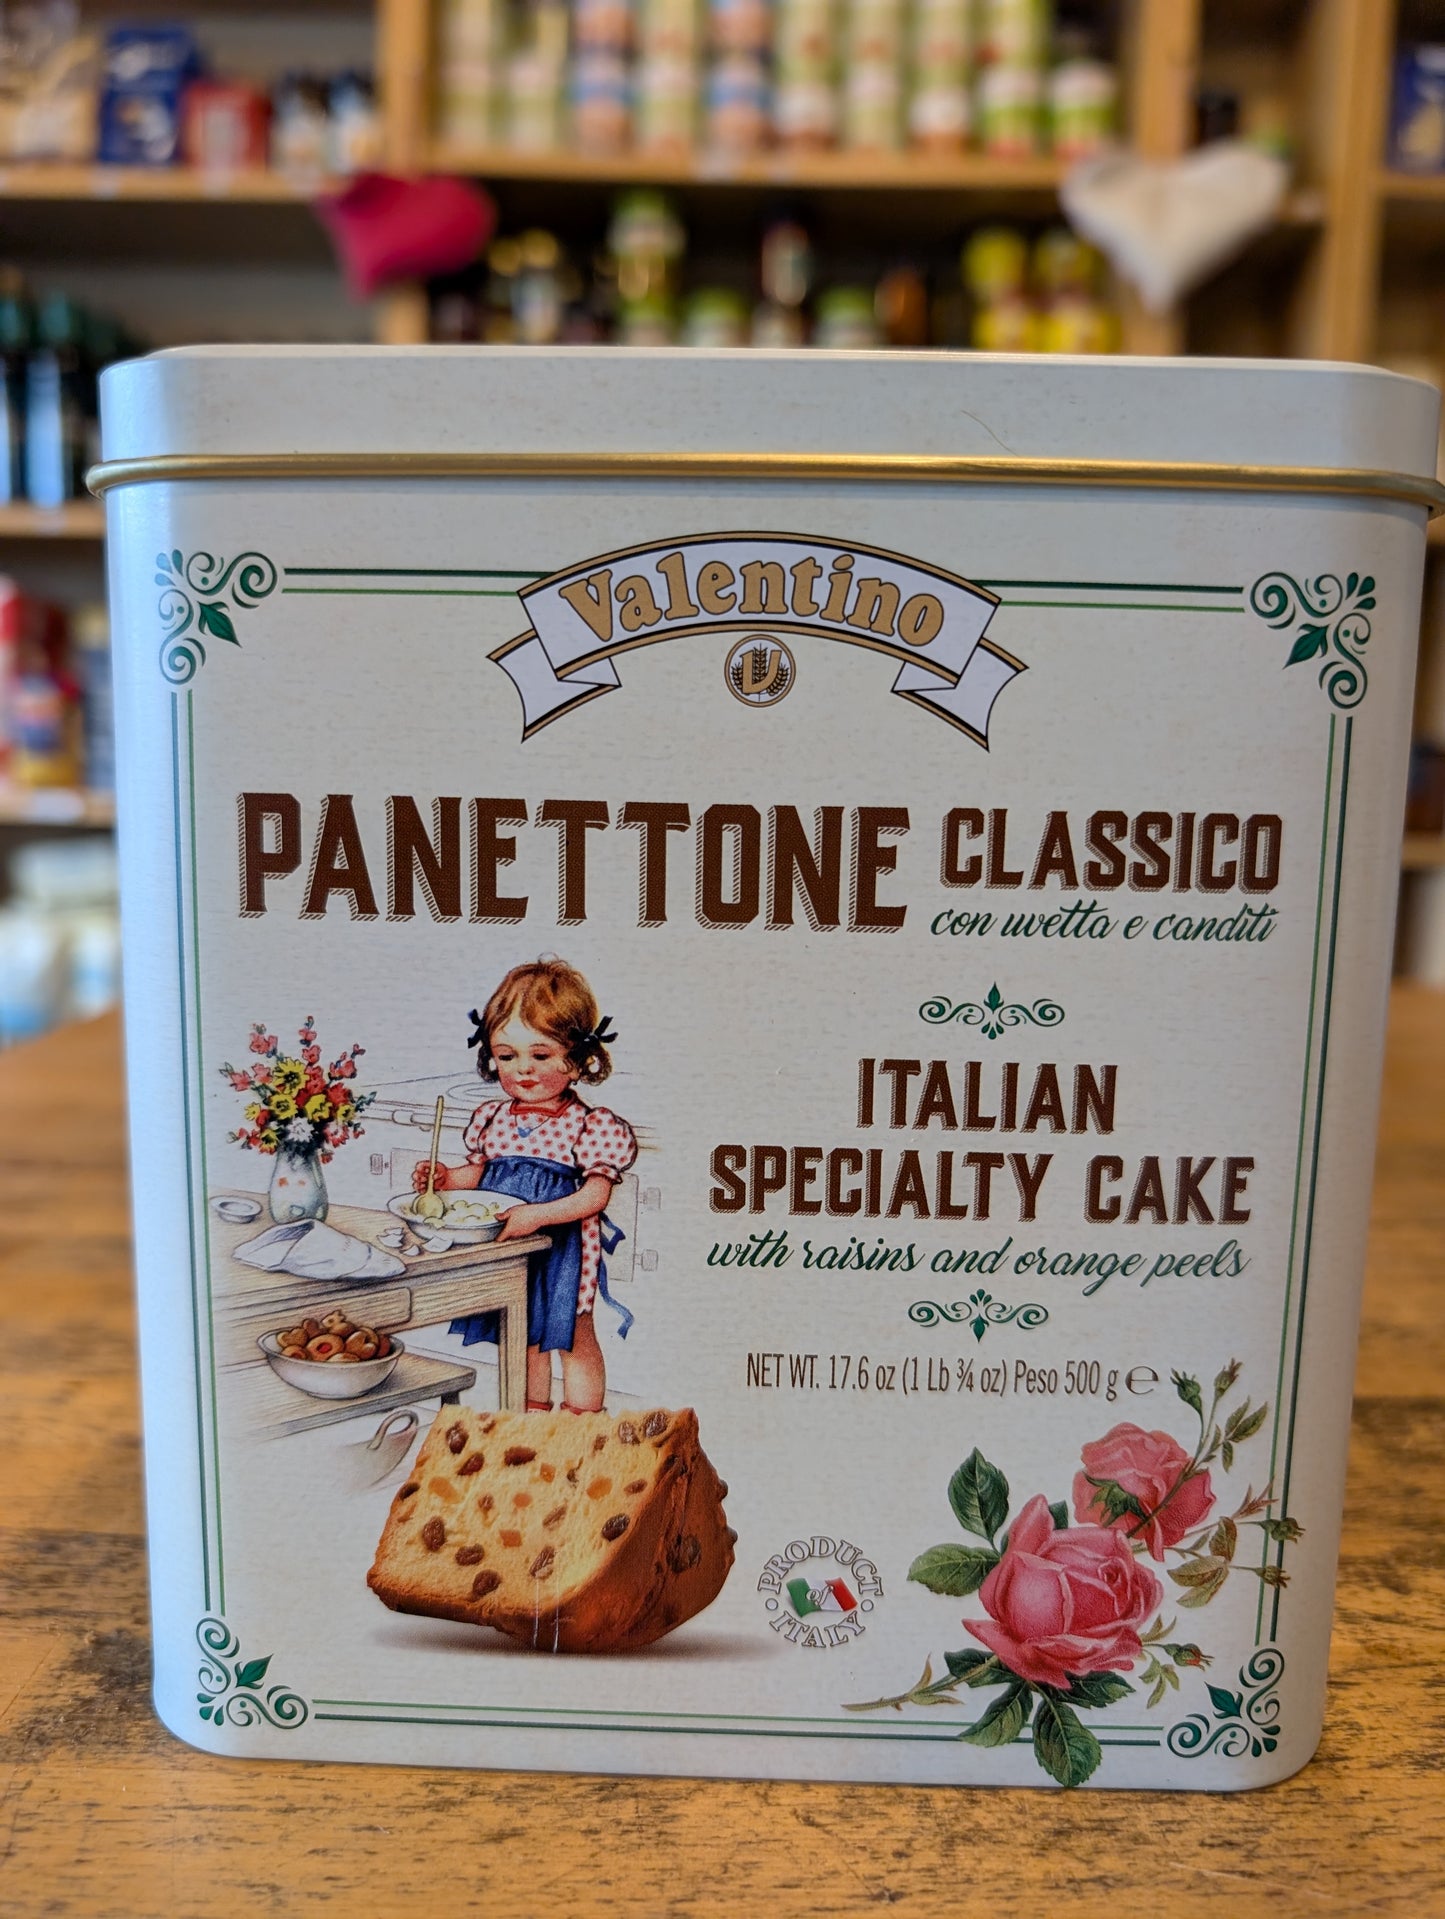 Valentino
V
PANETTONE CLASSICO
con uvetta e canditi
ITALIAN
SPECIALTY CAKE
with raisins and orange peels
NET WT. 17.6 oz (1 Lb ¾ oz) Peso 500 g ℮
PRODUCT
of
ITALY